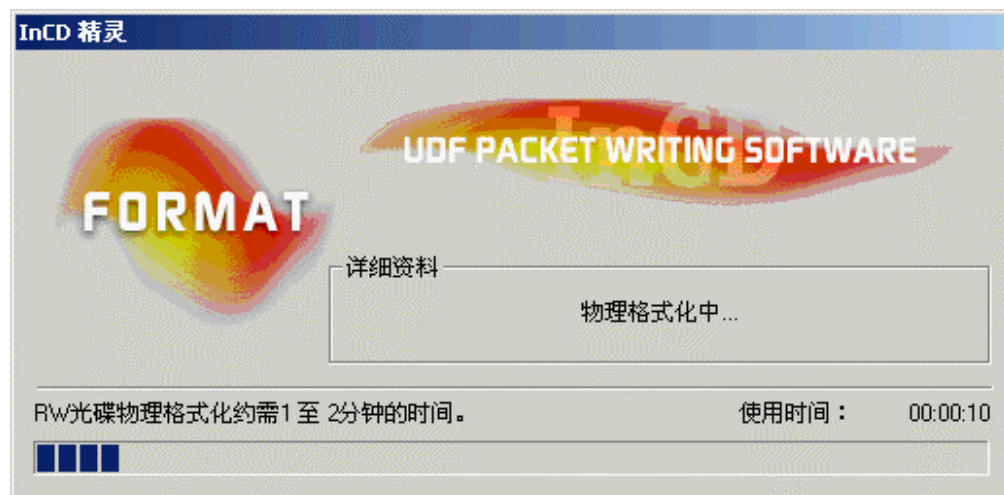 InCD 精灵
InCD
UDF PACKET WRITING SOFTWARE
FORMAT
详细资料
物理格式化中...
RW光碟物理格式化约需1 至 2分钟的时间。 使用时间： 00:00:10